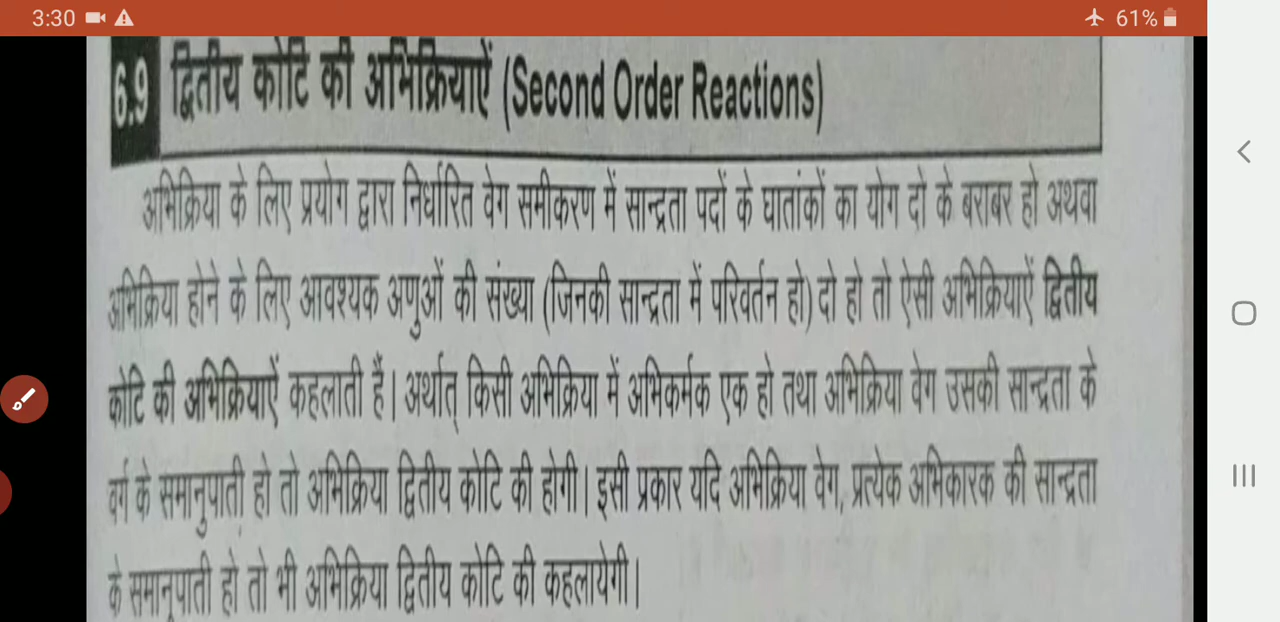 3:30
61%
6.9 द्वितीय कोटि की अभिक्रियाऐं (Second Order Reactions)
अभिक्रिया के लिए प्रयोग द्वारा निर्धारित वेग समीकरण में सान्द्रता पदों के घातांकों का योग दो के बराबर हो अथवा
अभिक्रिया होने के लिए आवश्यक अणुओं की संख्या (जिनकी सान्द्रता में परिवर्तन हो) दो हो तो ऐसी अभिक्रियाऐं द्वितीय
कोटि की अभिक्रियाऐं कहलाती हैं। अर्थात् किसी अभिक्रिया में अभिकर्मक एक हो तथा अभिक्रिया वेग उसकी सान्द्रता के
वर्ग के समानुपाती हो तो अभिक्रिया द्वितीय कोटि की होगी। इसी प्रकार यदि अभिक्रिया वेग, प्रत्येक अभिकारक की सान्द्रता
के समानुपाती हो तो भी अभिक्रिया द्वितीय कोटि की कहलायेगी।